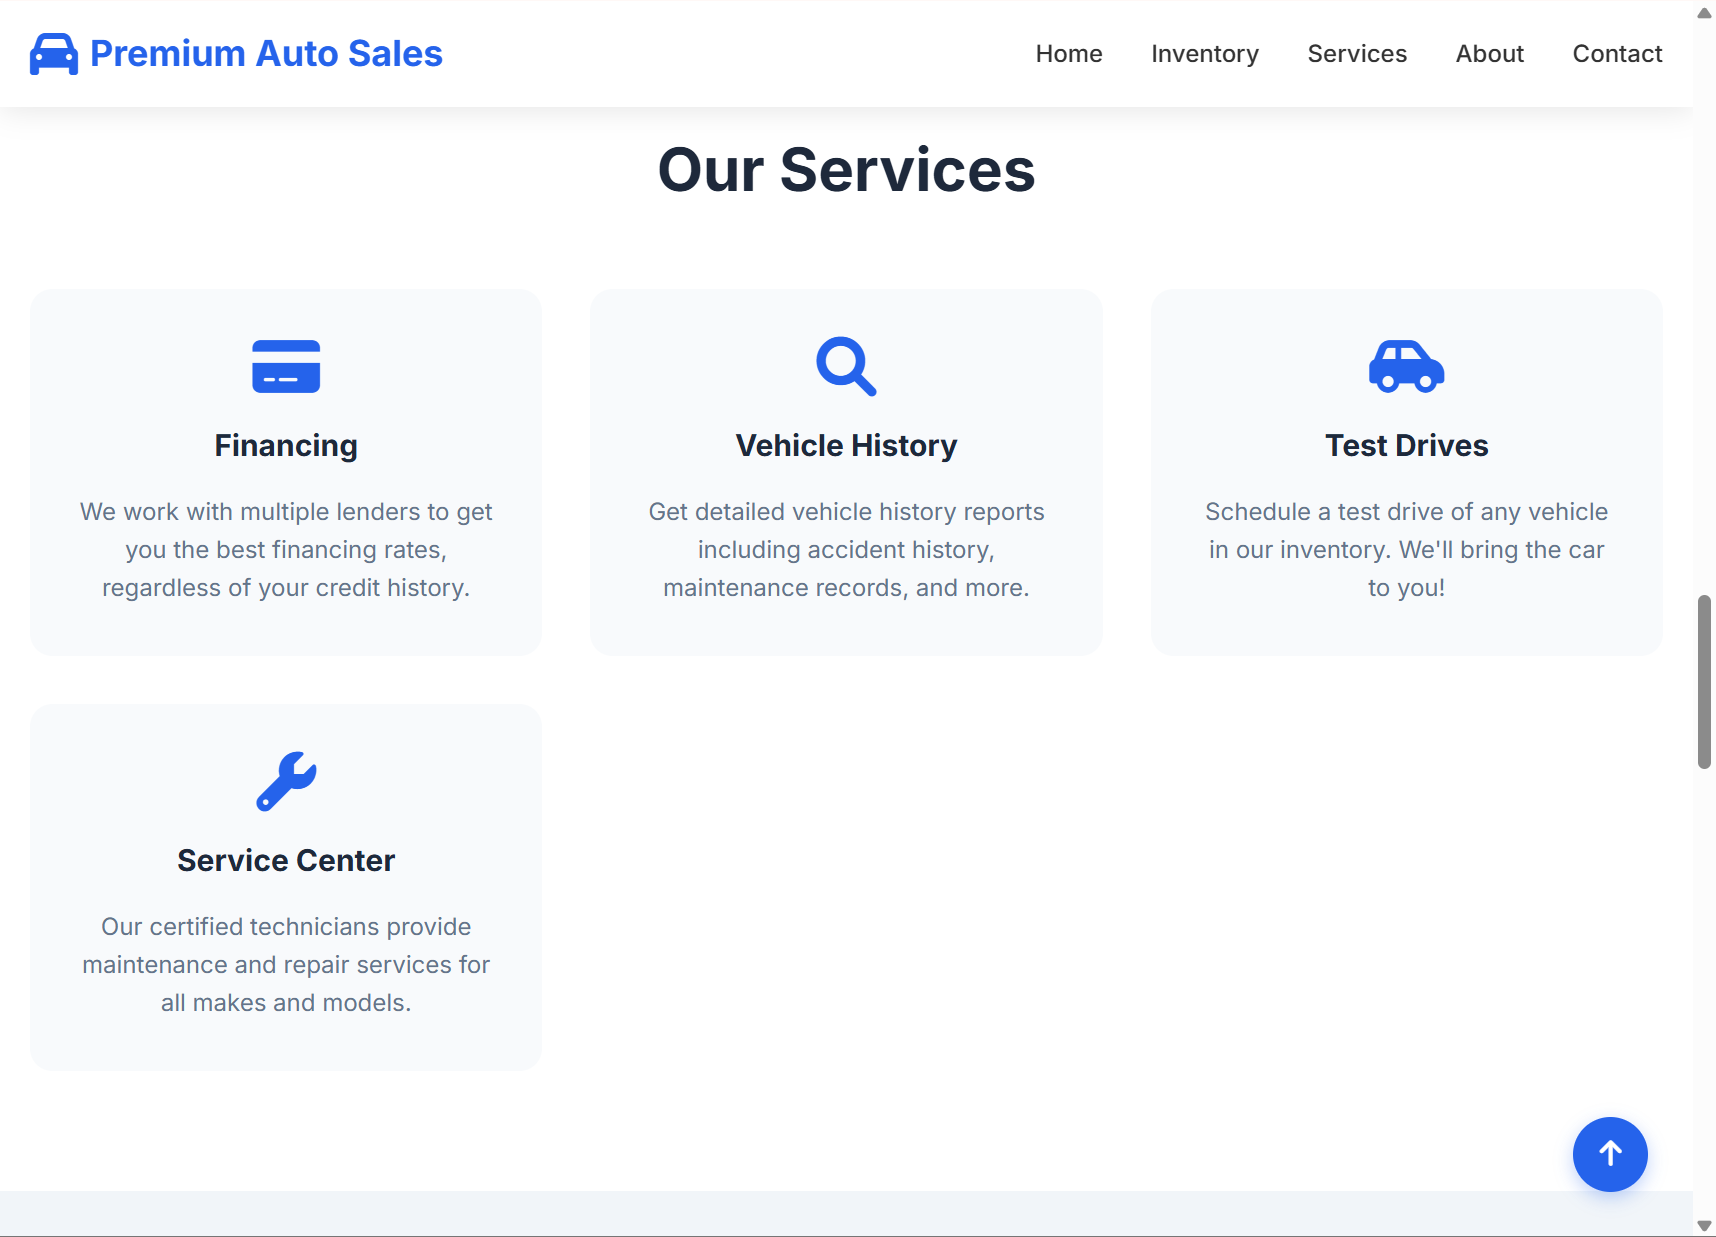 Premium Auto Sales
Home Inventory Services About Contact
Our Services
Financing
We work with multiple lenders to get
you the best financing rates,
regardless of your credit history.
Vehicle History
Get detailed vehicle history reports
including accident history,
maintenance records, and more.
Test Drives
Schedule a test drive of any vehicle
in our inventory. We'll bring the car
to you!
Service Center
Our certified technicians provide
maintenance and repair services for
all makes and models.